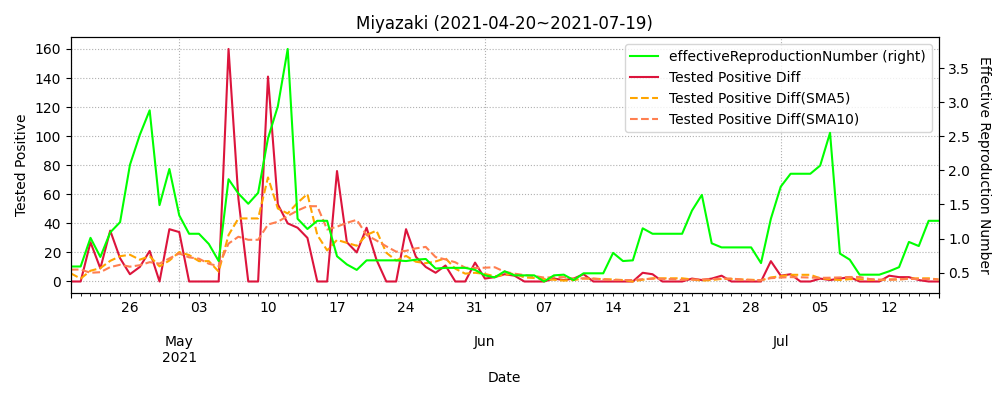 Miyazaki (2021-04-20~2021-07-19)
effectiveReproductionNumber (right)
Tested Positive Diff
Tested Positive Diff(SMA5)
Tested Positive Diff(SMA10)
Tested Positive
160
140
120
100
80
60
40
20
0
3.5
3.0
2.5
2.0
1.5
1.0
0.5
Effective Reproduction Number
26 03 10 17 24 31 07 14 21 28 05 12
May Jun Jul
2021
Date